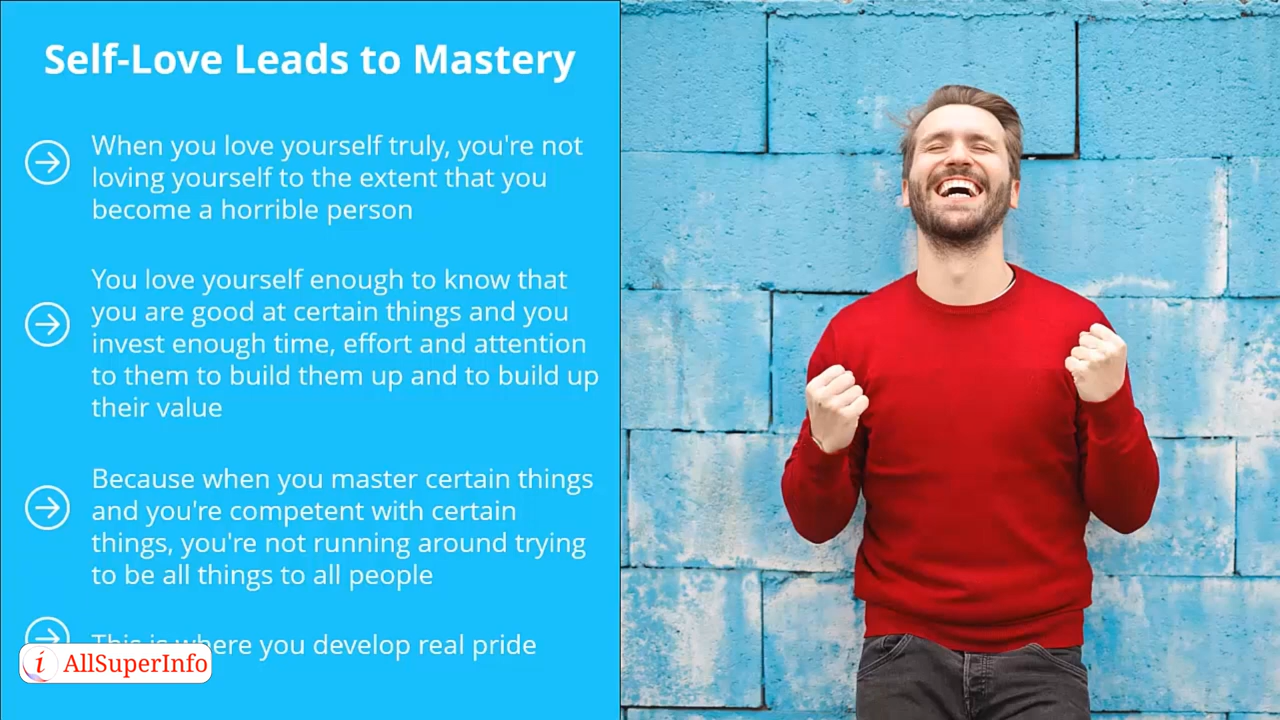 Self-Love Leads to Mastery
When you love yourself truly, you're not
loving yourself to the extent that you
become a horrible person
You love yourself enough to know that
you are good at certain things and you
invest enough time, effort and attention
to them to build them up and to build up
their value
Because when you master certain things
and you're competent with certain
things, you're not running around trying
to be all things to all people
This is where you develop real pride
i AllSuperInfo